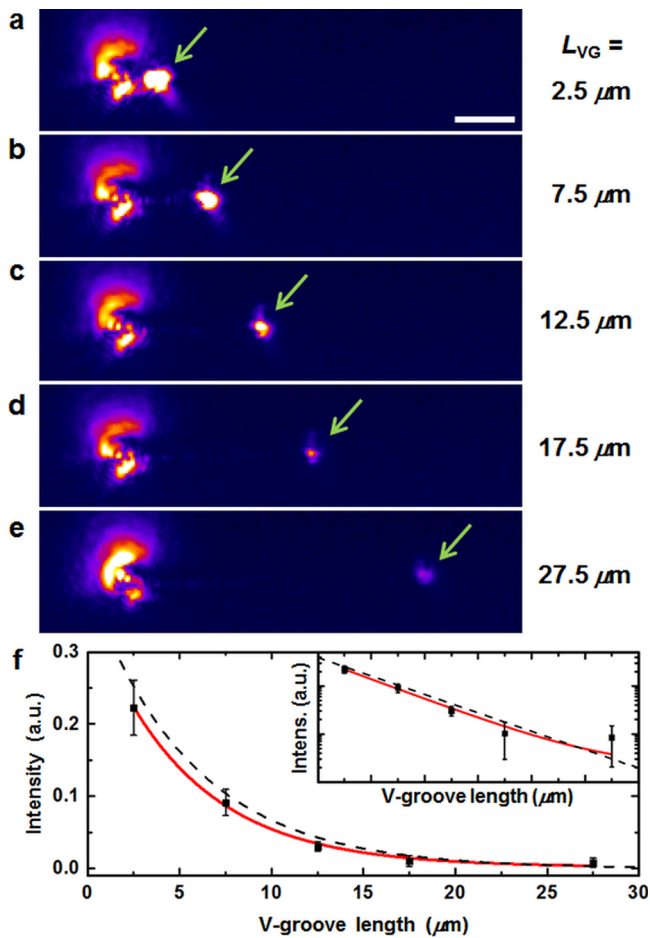 a
L_VG =
2.5 μm
b
7.5 μm
c
12.5 μm
d
17.5 μm
e
27.5 μm
f
Intensity (a.u.)
0.3
0.2
0.1
0.0
Intens. (a.u.)
V-groove length (μm)
0 5 10 15 20 25 30
V-groove length (μm)